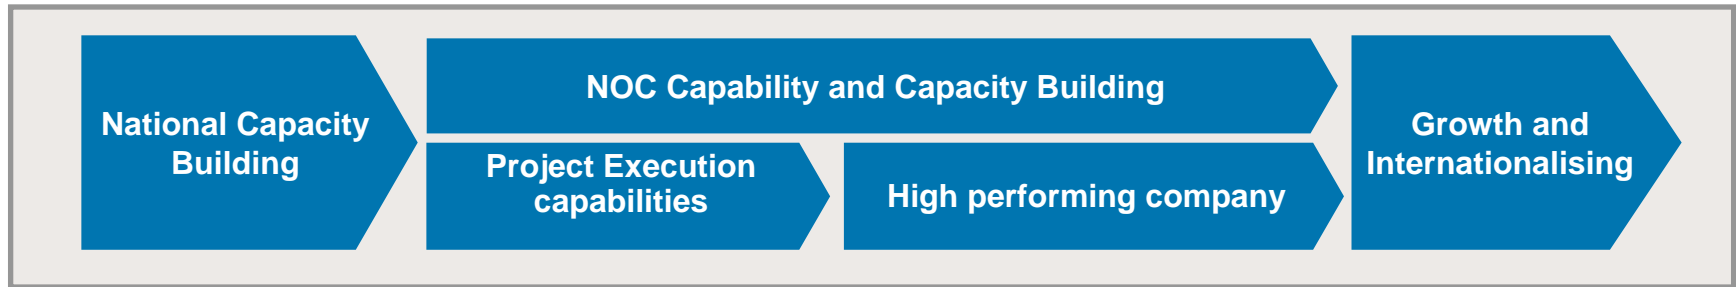 National Capacity
Building
NOC Capability and Capacity Building
Project Execution
capabilities
High performing company
Growth and
Internationalising